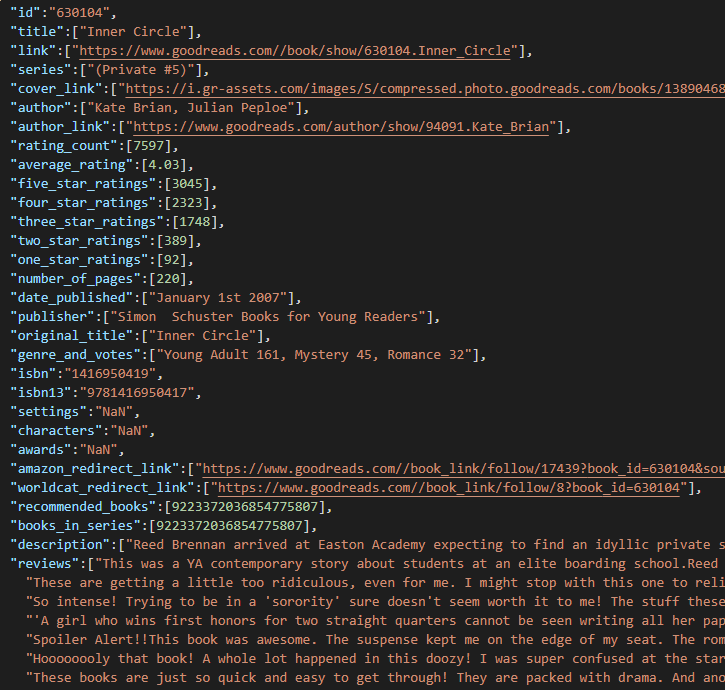 "id":"630104",
"title":["Inner Circle"],
"link":["https://www.goodreads.com//book/show/630104.Inner_Circle"],
"series":["(Private #5)"],
"cover_link":["https://i.gr-assets.com/images/S/compressed.photo.goodreads.com/books/13890468
"author":["Kate Brian, Julian Peploe"],
"author_link":["https://www.goodreads.com/author/show/94091.Kate_Brian"],
"rating_count":[7597],
"average_rating":[4.03],
"five_star_ratings":[3045],
"four_star_ratings":[2323],
"three_star_ratings":[1748],
"two_star_ratings":[389],
"one_star_ratings":[92],
"number_of_pages":[220],
"date_published":["January 1st 2007"],
"publisher":["Simon  Schuster Books for Young Readers"],
"original_title":["Inner Circle"],
"genre_and_votes":["Young Adult 161, Mystery 45, Romance 32"],
"isbn":"1416950419",
"isbn13":"9781416950417",
"settings":"NaN",
"characters":"NaN",
"awards":"NaN",
"amazon_redirect_link":["https://www.goodreads.com//book_link/follow/17439?book_id=630104&sou
"worldcat_redirect_link":["https://www.goodreads.com//book_link/follow/8?book_id=630104"],
"recommended_books":[9223372036854775807],
"books_in_series":[9223372036854775807],
"description":["Reed Brennan arrived at Easton Academy expecting to find an idyllic private s
"reviews":["This was a YA contemporary story about students at an elite boarding school.Reed
"These are getting a little too ridiculous, even for me. I might stop with this one to reli
"So intense! Trying to be in a 'sorority' sure doesn't seem worth it to me! The stuff these
"'A girl who wins first honors for two straight quarters cannot be seen writing all her pap
"Spoiler Alert!!This book was awesome. The suspense kept me on the edge of my seat. The rom
"Hoooooooly that book! A whole lot happened in this doozy! I was super confused at the star
"These books are just so quick and easy to get through! They are packed with drama. And and